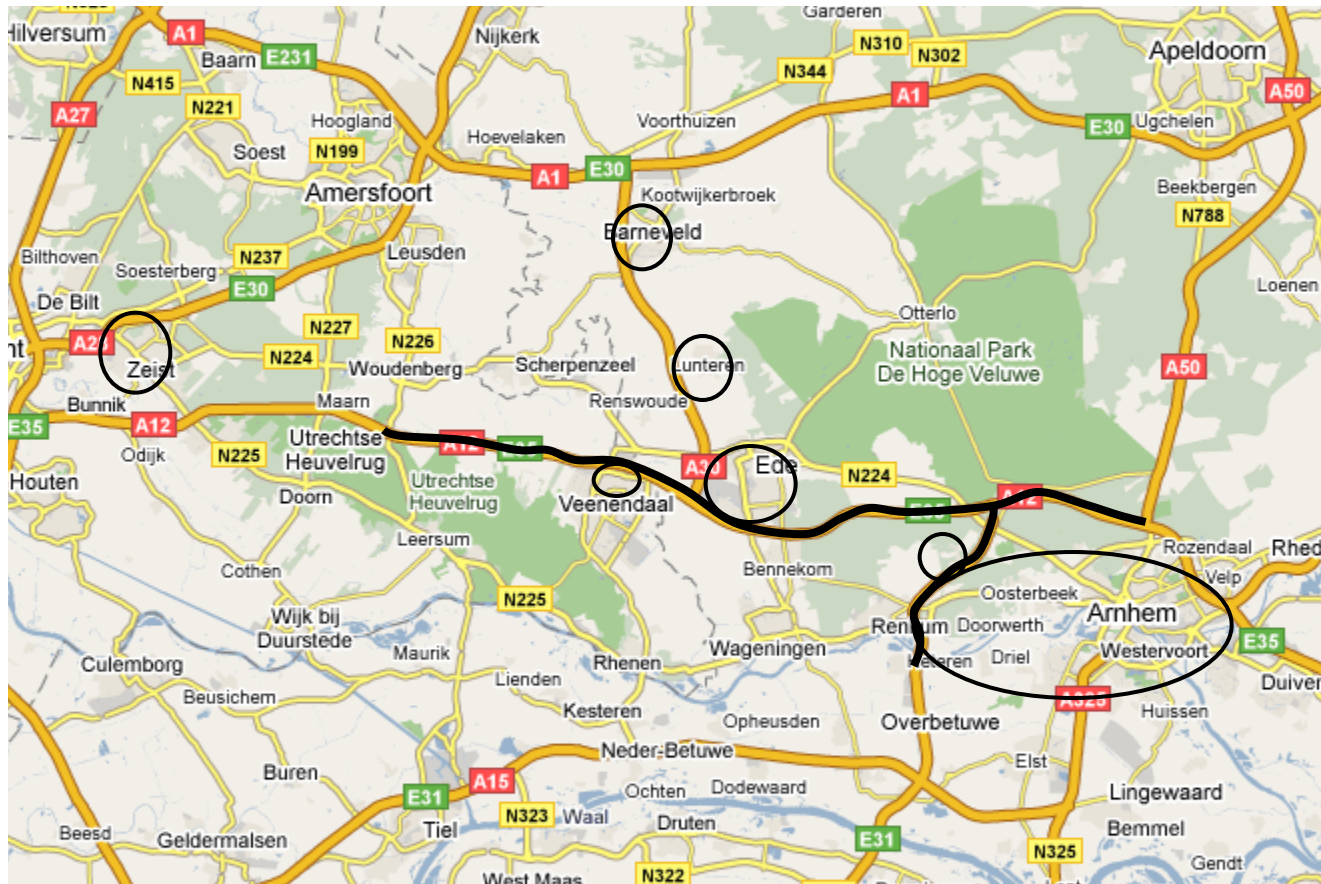 Garderen
Hilversum
A1
Nijkerk
N310
N302
Apeldoorn
Baarn
E231
N344
N415
N221
A1
A50
A27
Hoogland
Hoevelaken
Voorthuizen
E30
Ugchelen
Soest
N199
A1
E30
Amersfoort
Kootwijkerbroek
Beekbergen
N788
Barneveld
Bilthoven
N237
Leusden
Soesterberg
E30
Loenen
De Bilt
Otterlo
N227
N226
Nationaal Park
De Hoge Veluwe
Zeist
N224
Woudenberg
Scherpenzeel
Lunteren
A50
Bunnik
Maarn
Renswoude
E35
A12
Utrechtse
Heuvelrug
A12
Odijk
N225
A30
Ede
N224
Houten
Doorn
Utrechtse
Heuvelrug
Veenendaal
Leersum
Rozendaal
Cothen
Bennekom
Velp
N225
Oosterbeek
Arnhem
Wijk bij
Duurstede
Doorwerth
E35
Maurik
Rhenen
Wageningen
Driel
Westervoort
Culemborg
Lienden
Beusichem
Kesteren
Opheusden
Overbetuwe
A325
Huissen
Neder-Betuwe
Buren
A15
Elst
E31
Ochten
Dodewaard
Lingewaard
N323
Waal
Beesd
Geldermalsen
Tiel
Druten
E31
Bemmel
N325
Gendt
West Maas
N322